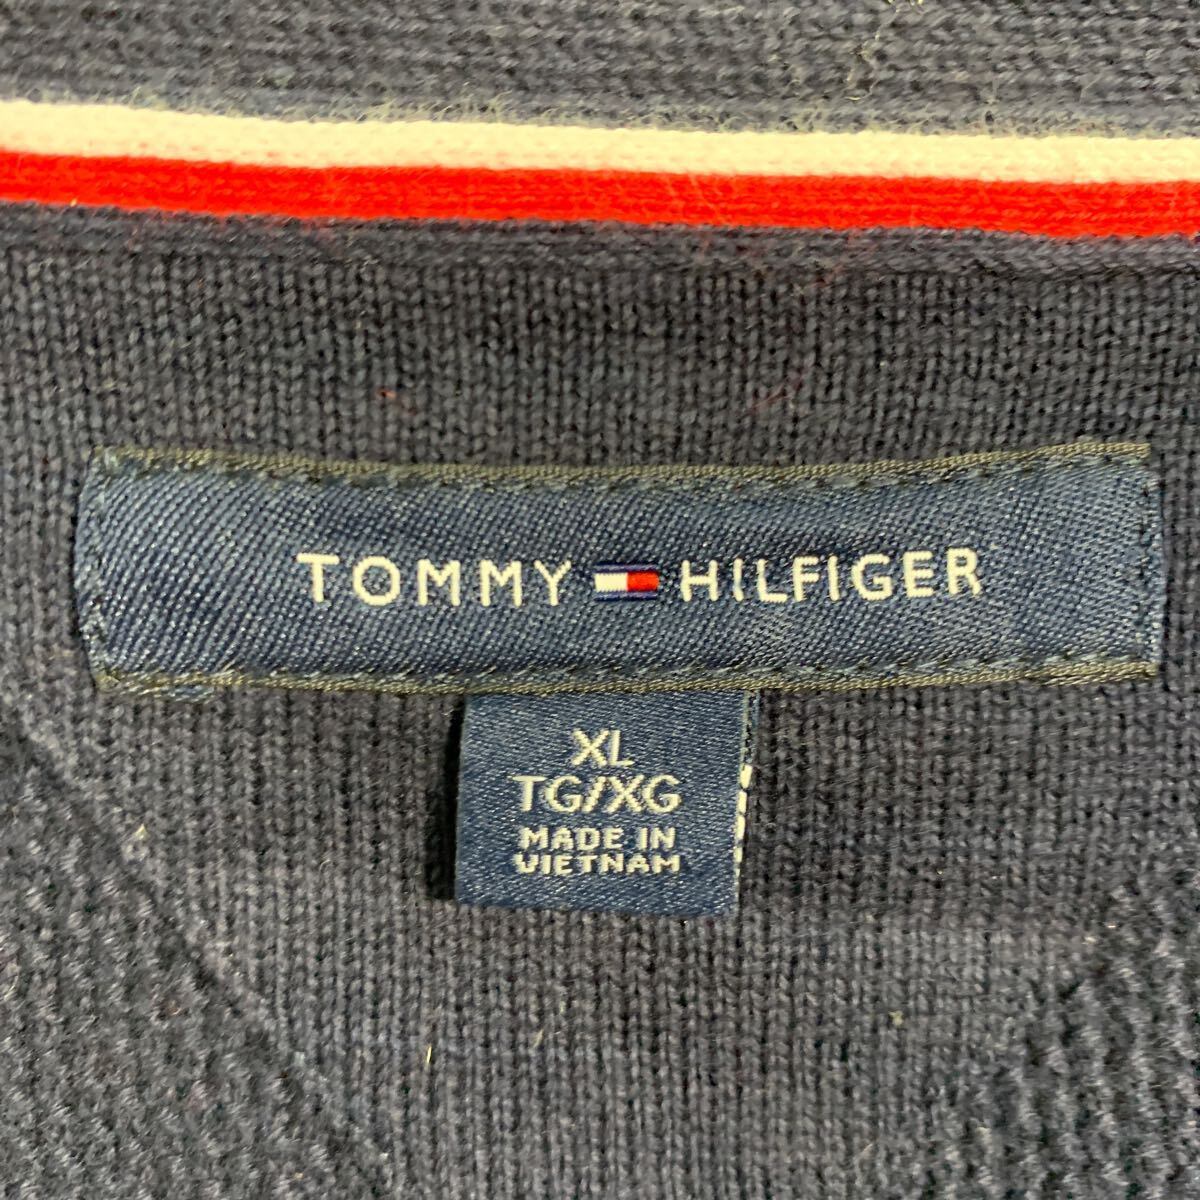 TOMMY HILFIGER
XL
TG/XG
MADE IN
VIETNAM